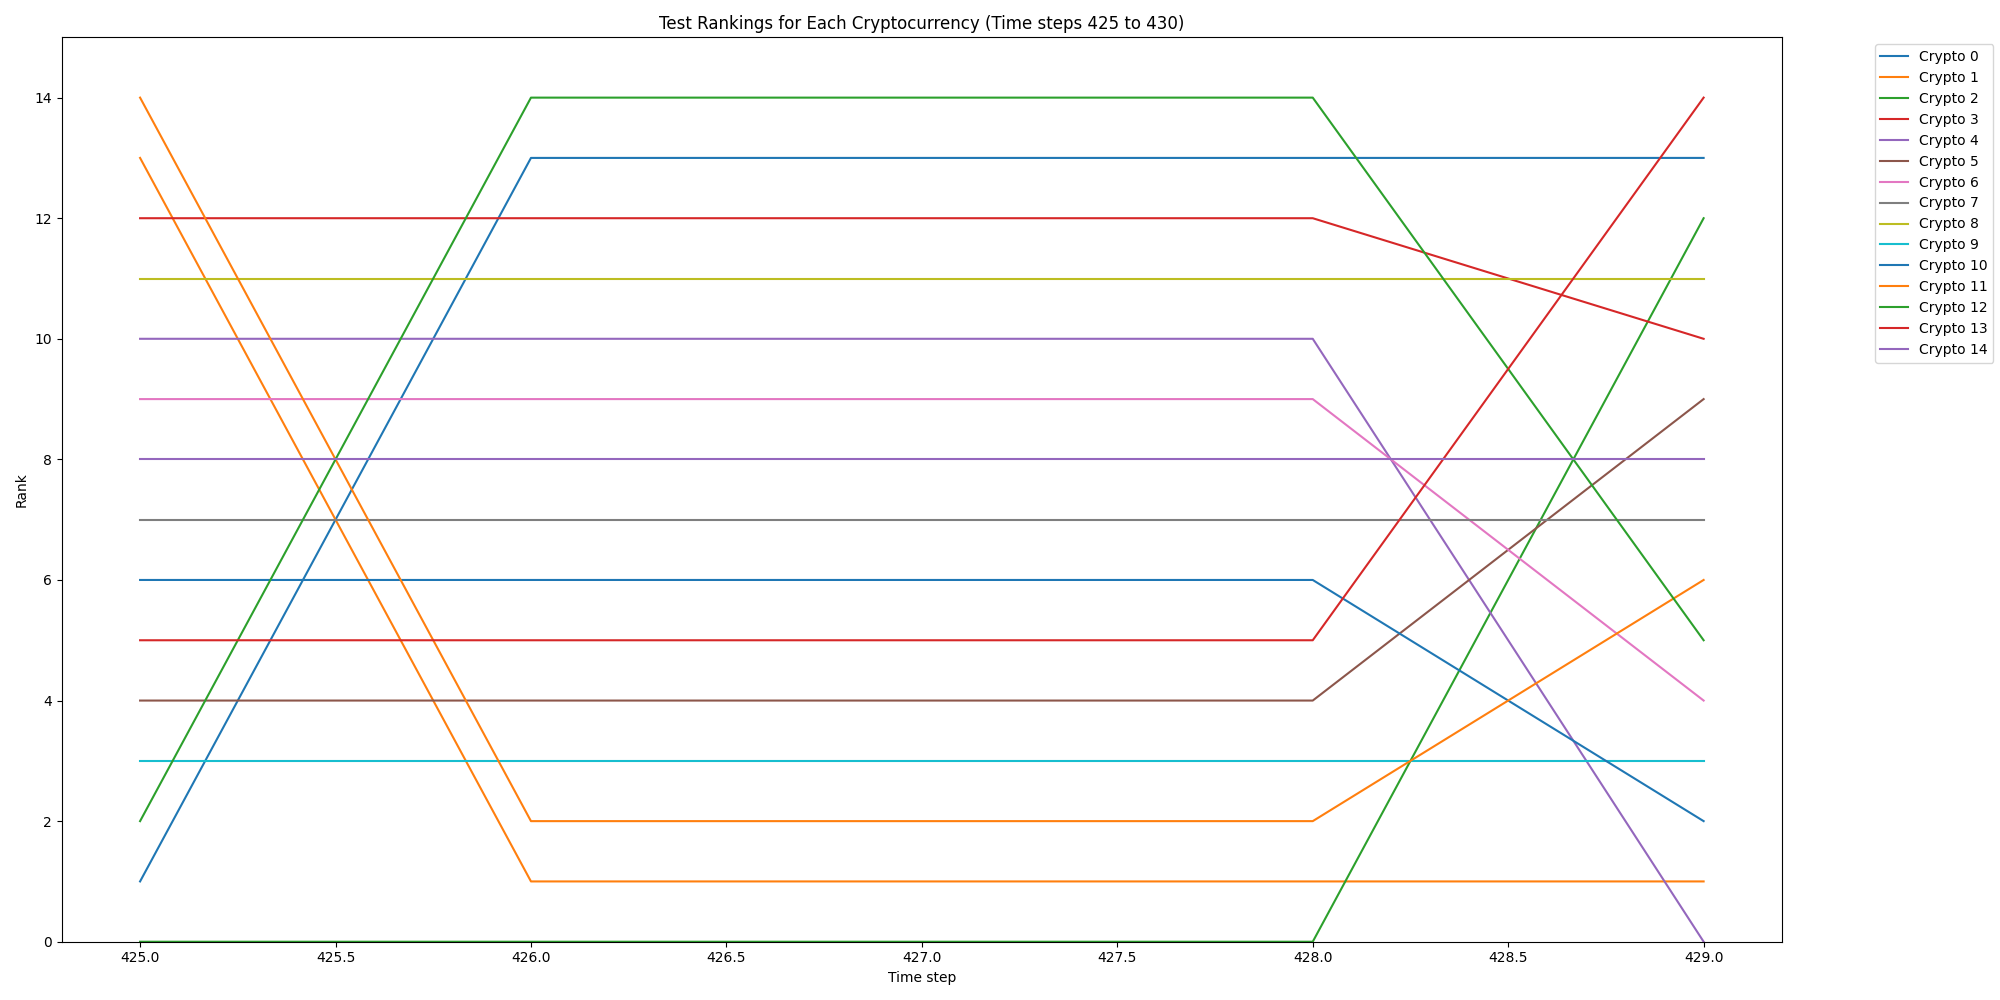 Test Rankings for Each Cryptocurrency (Time steps 425 to 430)
Rank
14
12
10
8
6
4
2
0
425.0
425.5
426.0
426.5
427.0
427.5
428.0
428.5
429.0
Time step
Crypto 0
Crypto 1
Crypto 2
Crypto 3
Crypto 4
Crypto 5
Crypto 6
Crypto 7
Crypto 8
Crypto 9
Crypto 10
Crypto 11
Crypto 12
Crypto 13
Crypto 14